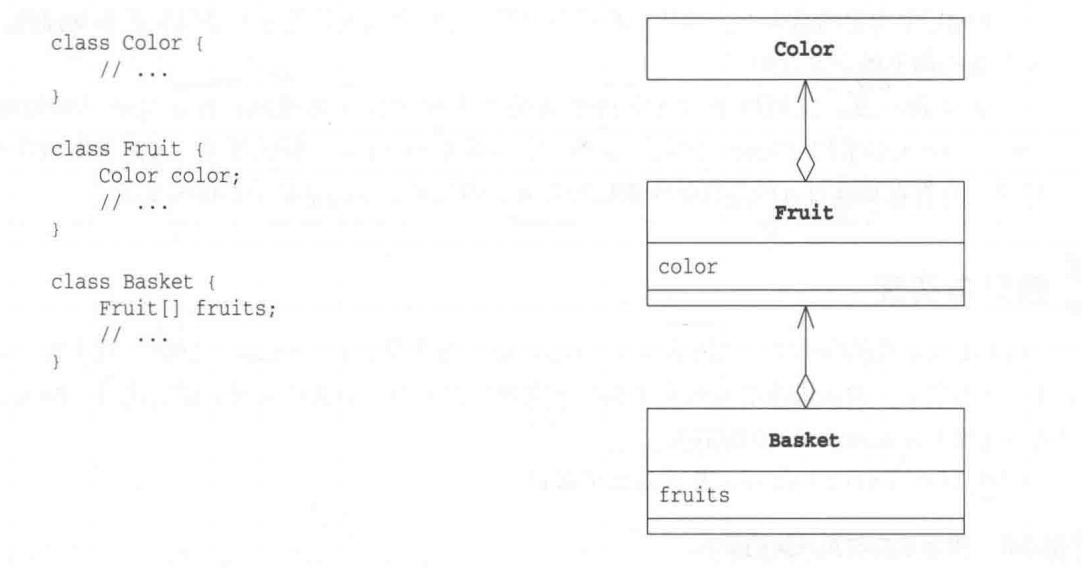 class Color {
// ...
}
class Fruit {
Color color;
// ...
}
class Basket {
Fruit[] fruits;
// ...
}
Color
Fruit
color
Basket
fruits